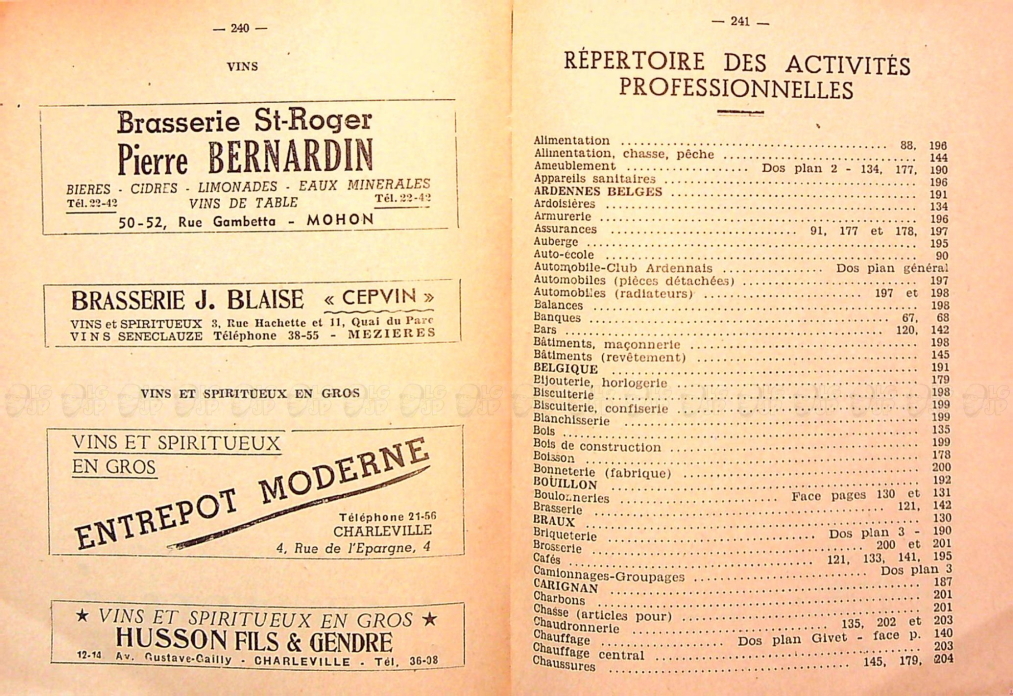 — 240 —
VINS
Brasserie St-Roger
Pierre BERNARDIN
BIERES - CIDRES - LIMONADES - EAUX MINERALES
Tél. 22-42 VINS DE TABLE Tél. 22-42
50-52, Rue Gambetta - MOHON
BRASSERIE J. BLAISE « CEPVIN »
VINS et SPIRITUEUX 3, Rue Hachette et 11, Quai du Parc
VINS SENECLAUZE Téléphone 38-55 - MEZIERES
VINS ET SPIRITUEUX EN GROS
VINS ET SPIRITUEUX
EN GROS
ENTREPOT MODERNE
Téléphone 21-56
CHARLEVILLE
4, Rue de l'Epargne, 4
★ VINS ET SPIRITUEUX EN GROS ★
HUSSON FILS & GENDRE
12-14 Av. Gustave-Gailly - CHARLEVILLE - Tél. 36-08
— 241 —
RÉPERTOIRE DES ACTIVITÉS
PROFESSIONNELLES
Alimentation .......... 88, 196
Alimentation, chasse, pêche .......... 144
Ameublement .......... Dos plan 2 - 134, 177, 190
Appareils sanitaires .......... 196
ARDENNES BELGES .......... 191
Ardoisières .......... 134
Armurerie .......... 196
Assurances .......... 91, 177 et 178, 197
Auberge .......... 195
Auto-école .......... 90
Automobile-Club Ardennais .......... Dos plan général
Automobiles (pièces détachées) .......... 197
Automobiles (radiateurs) .......... 197 et 198
Balances .......... 198
Banques .......... 67, 68
Bars .......... 120, 142
Bâtiments, maçonnerie .......... 198
Bâtiments (revêtement) .......... 145
BELGIQUE .......... 191
Bijouterie, horlogerie .......... 179
Biscuiterie .......... 198
Biscuiterie, confiserie .......... 199
Blanchisserie .......... 199
Bois .......... 135
Bois de construction .......... 199
Boisson .......... 178
Bonneterie (fabrique) .......... 200
BOUILLON .......... 192
Boulonneries .......... Face pages 130 et 131
Brasserie .......... 121, 142
BRAUX .......... 130
Briqueterie .......... Dos plan 3 - 190
Brosserie .......... 200 et 201
Cafés .......... 121, 133, 141, 195
Camionnages-Groupages .......... Dos plan 3
CARIGNAN .......... 187
Charbons .......... 201
Chasse (articles pour) .......... 201
Chaudronnerie .......... 135, 202 et 203
Chauffage .......... Dos plan Givet - face p. 140
Chauffage central .......... 203
Chaussures .......... 145, 179, 204